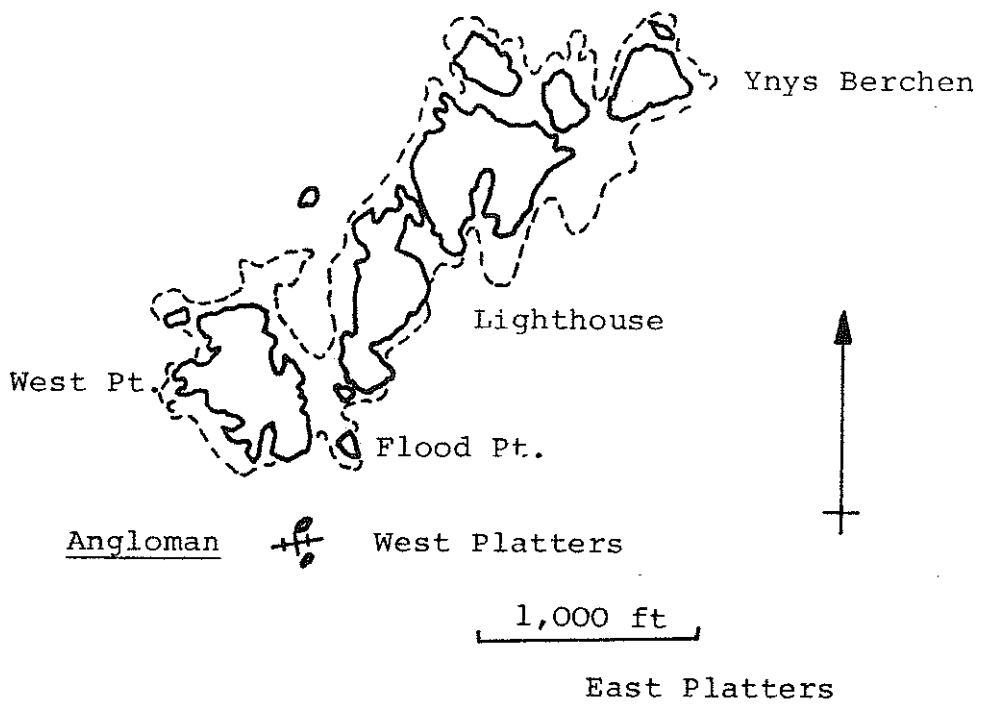 Ynys Berchen
Lighthouse
West Pt.
Flood Pt.
Angloman
West Platters
1,000 ft
East Platters